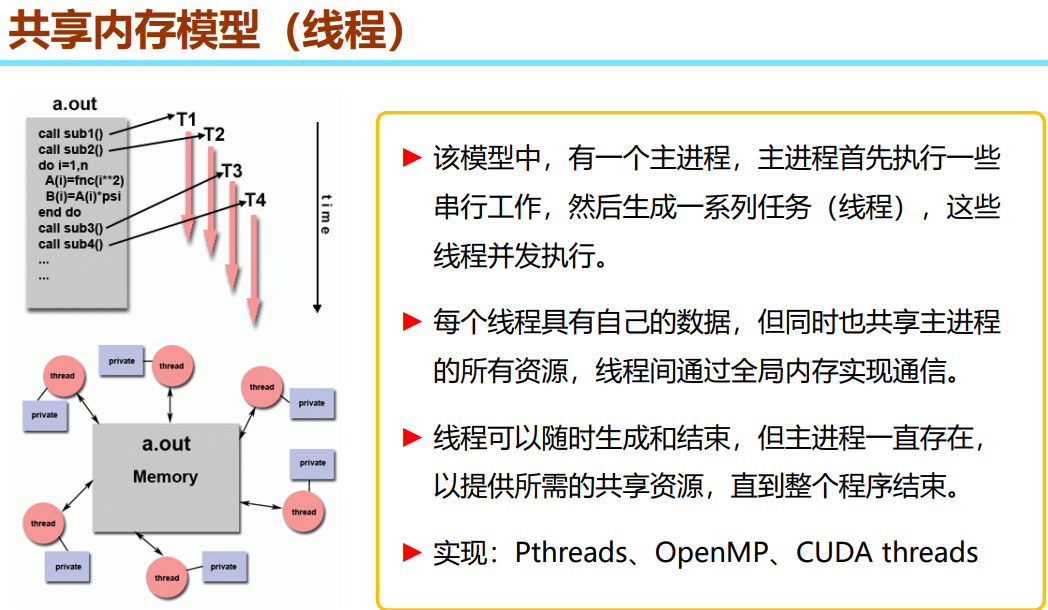 共享内存模型（线程）
a.out
call sub1()
call sub2()
do i=1,n
A(i)=fnc(i**2)
B(i)=A(i)*psi
end do
call sub3()
call sub4()
...
...
T1
T2
T3
T4
time
thread
private
private
thread
thread
private
a.out
Memory
private
thread
thread
private
thread
private
该模型中，有一个主进程，主进程首先执行一些
串行工作，然后生成一系列任务（线程），这些
线程并发执行。
每个线程具有自己的数据，但同时也共享主进程
的所有资源，线程间通过全局内存实现通信。
线程可以随时生成和结束，但主进程一直存在，
以提供所需的共享资源，直到整个程序结束。
实现：Pthreads、OpenMP、CUDA threads